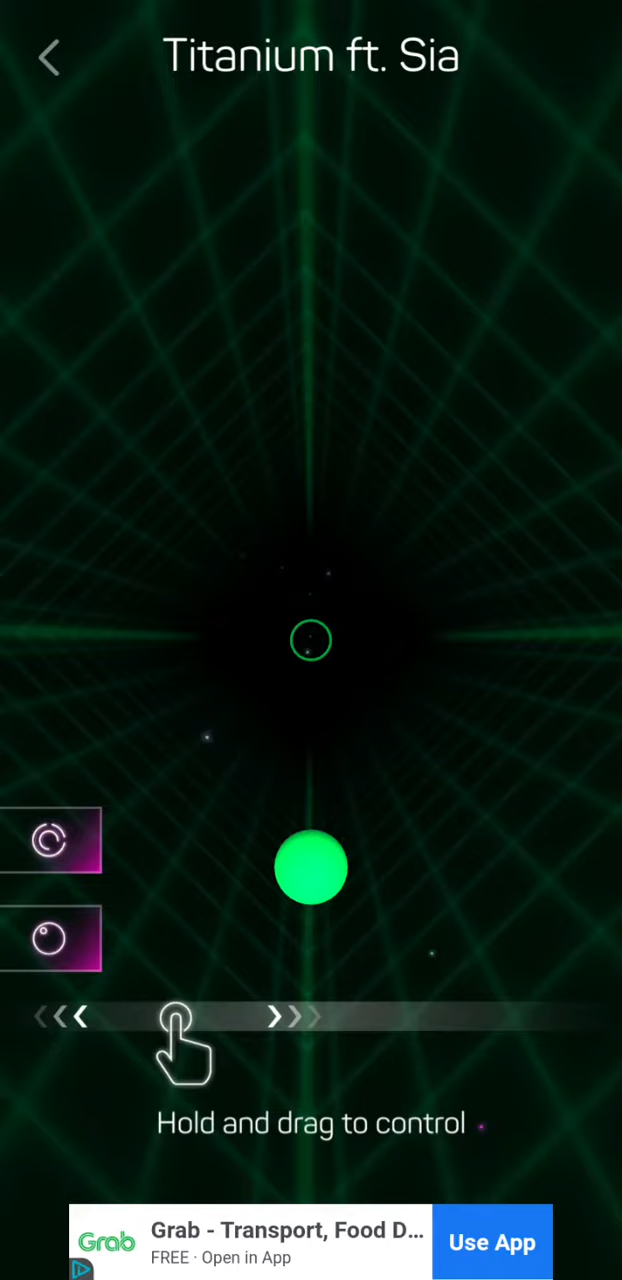 Titanium ft. Sia
Hold and drag to control
Grab
Grab - Transport, Food D...
FREE · Open in App
Use App